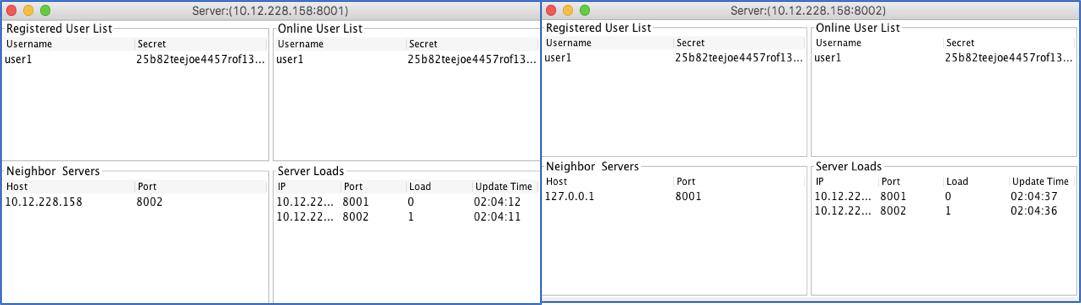 Server:(10.12.228.158:8001)
Registered User List
Username Secret
user1 25b82teejoe4457rof13...
Online User List
Username Secret
user1 25b82teejoe4457rof13...
Neighbor Servers
Host Port
10.12.228.158 8002
Server Loads
IP Port Load Update Time
10.12.22... 8001 0 02:04:12
10.12.22... 8002 1 02:04:11
Server:(10.12.228.158:8002)
Registered User List
Username Secret
user1 25b82teejoe4457rof13...
Online User List
Username Secret
user1 25b82teejoe4457rof13...
Neighbor Servers
Host Port
127.0.0.1 8001
Server Loads
IP Port Load Update Time
10.12.22... 8001 0 02:04:37
10.12.22... 8002 1 02:04:36